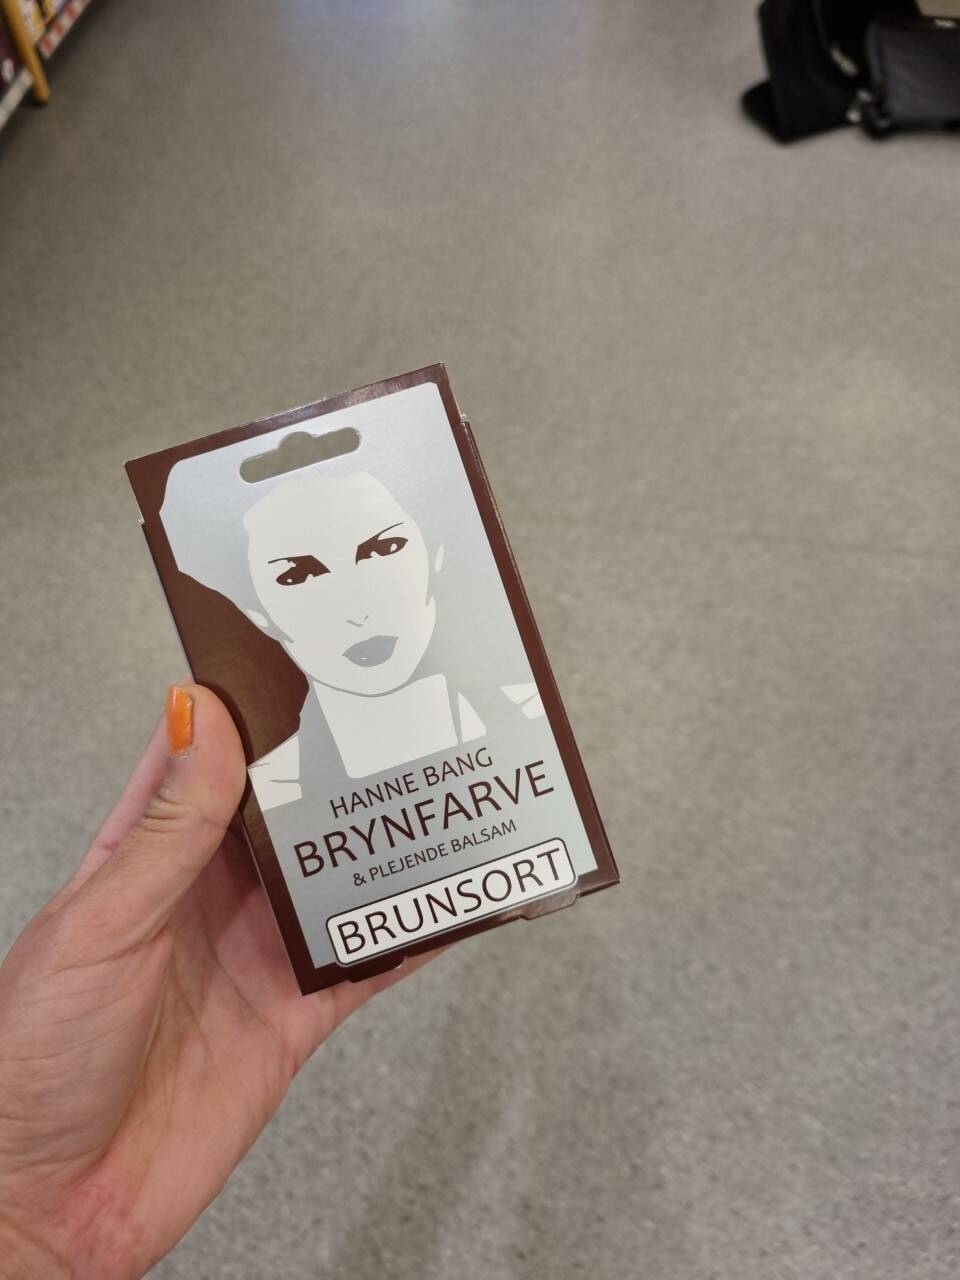 HANNE BANG
BRYNFARVE
& PLEJENDE BALSAM
BRUNSORT